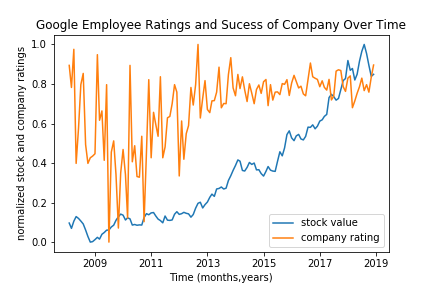 Google Employee Ratings and Sucess of Company Over Time
normalized stock and company ratings
1.0
0.8
0.6
0.4
0.2
0.0
stock value
company rating
2009
2011
2013
2015
2017
2019
Time (months,years)